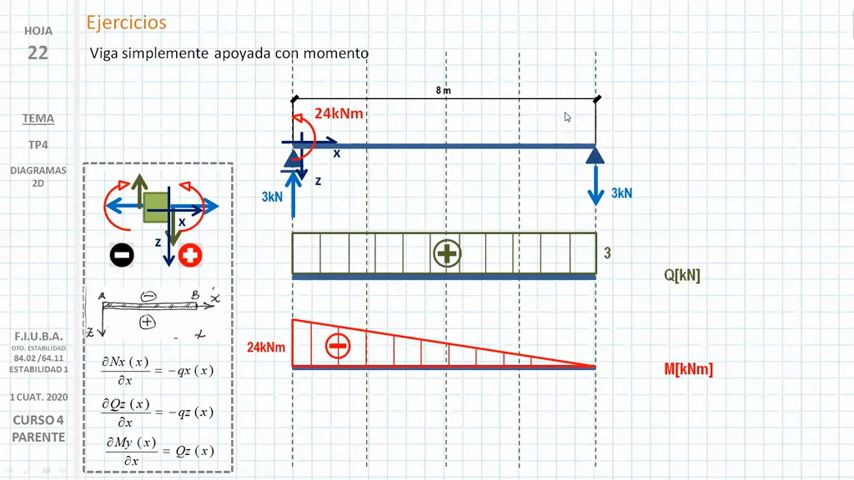 HOJA
22
Ejercicios
Viga simplemente apoyada con momento
TEMA
TP4
DIAGRAMAS
2D
F.I.U.B.A.
DTO. ESTABILIDAD
84.02 /64.11
ESTABILIDAD 1
1 CUAT. 2020
CURSO 4
PARENTE
x
z
A
B
x
z
x
∂Nx (x)
∂x
= −qx (x)
∂Qz (x)
∂x
= −qz (x)
∂My (x)
∂x
= Qz (x)
8 m
24kNm
x
z
3kN
3kN
3
Q[kN]
24kNm
M[kNm]